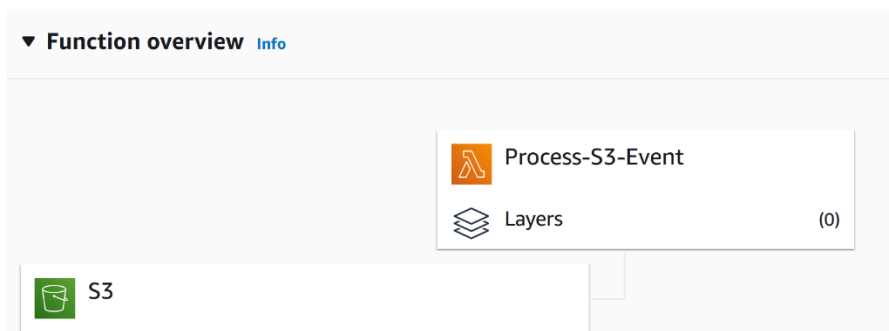 Function overview Info
Process-S3-Event
Layers (0)
S3